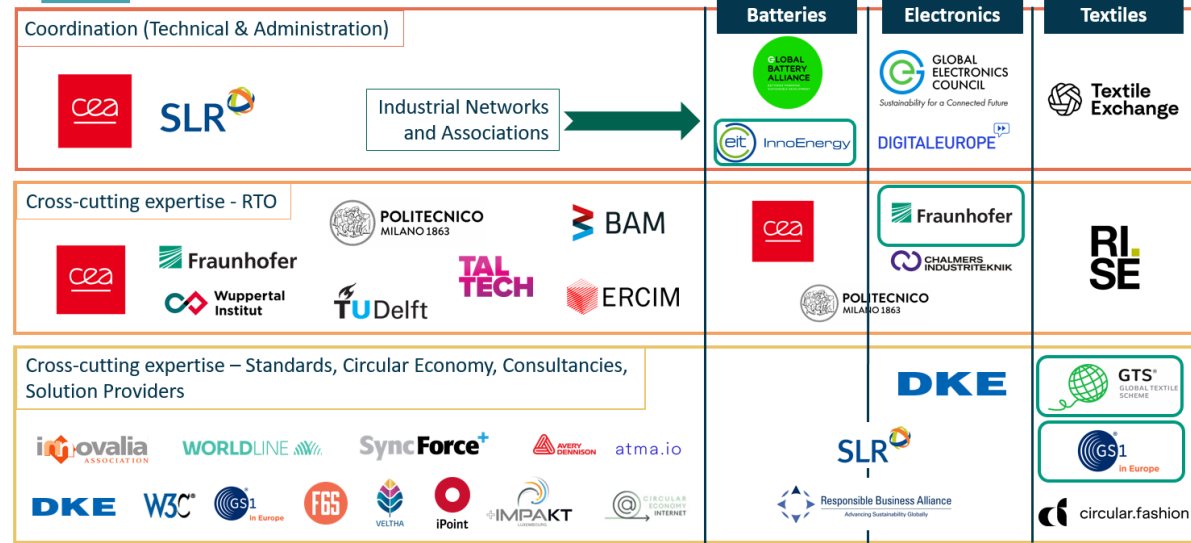 Batteries
Electronics
Textiles
Coordination (Technical & Administration)
cea
SLR
Industrial Networks
and Associations
GLOBAL
BATTERY
ALLIANCE
eit InnoEnergy
GLOBAL
ELECTRONICS
COUNCIL
Sustainability for a Connected Future
DIGITALEUROPE
Textile
Exchange
Cross-cutting expertise - RTO
cea
Fraunhofer
Wuppertal
Institut
POLITECNICO
MILANO 1863
TUDelft
TAL
TECH
BAM
ERCIM
cea
Fraunhofer
CHALMERS
INDUSTRITEKNIK
POLITECNICO
MILANO 1863
RI.
SE
Cross-cutting expertise – Standards, Circular Economy, Consultancies,
Solution Providers
innovalia
ASSOCIATION
WORLDLINE
SyncForce+
AVERY
DENNISON
atma.io
DKE
W3C®
GS1
in Europe
F6S
VELTHA
iPoint
+IMPAKT
LUXEMBOURG
CIRCULAR
ECONOMY
INTERNET
DKE
SLR
Responsible Business Alliance
Advancing Sustainability Globally
GTS®
GLOBAL TEXTILE
SCHEME
GS1
in Europe
circular.fashion